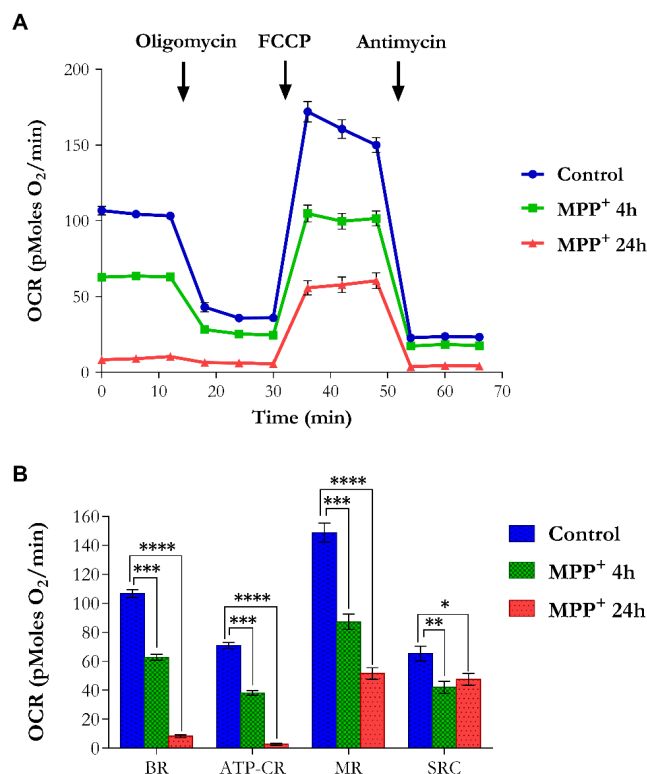 A
Oligomycin FCCP Antimycin
OCR (pMoles O₂/min)
200
150
100
50
0
0 10 20 30 40 50 60 70
Time (min)
Control
MPP⁺ 4h
MPP⁺ 24h
B
OCR (pMoles O₂/min)
160
140
120
100
80
60
40
20
0
****
***
****
***
****
***
*
**
BR ATP-CR MR SRC
Control
MPP⁺ 4h
MPP⁺ 24h